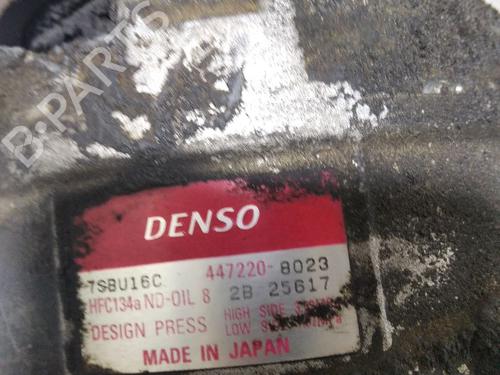 B-PARTS
DENSO
7SBU16C 447220-8023
HFC134a ND-OIL 8 2B 25617
DESIGN PRESS HIGH SIDE
LOW SIDE
MADE IN JAPAN